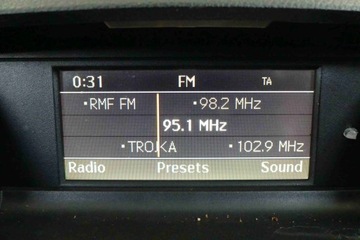 0:31 FM TA
•RMF FM •98.2 MHz
95.1 MHz
•TROJKA •102.9 MHz
Radio Presets Sound